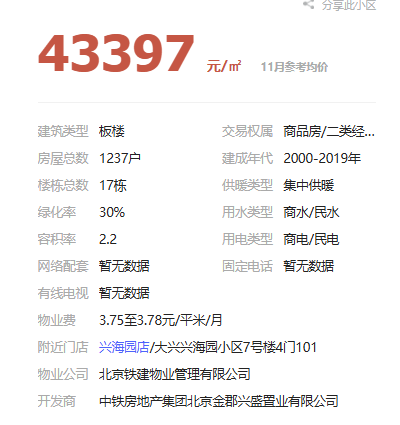 分享此小区
43397 元/㎡ 11月参考均价
建筑类型 板楼 交易权属 商品房/二类经...
房屋总数 1237户 建成年代 2000-2019年
楼栋总数 17栋 供暖类型 集中供暖
绿化率 30% 用水类型 商水/民水
容积率 2.2 用电类型 商电/民电
网络配套 暂无数据 固定电话 暂无数据
有线电视 暂无数据
物业费 3.75至3.78元/平米/月
附近门店 兴海园店/大兴兴海园小区7号楼4门101
物业公司 北京铁建物业管理有限公司
开发商 中铁房地产集团北京金郡兴盛置业有限公司